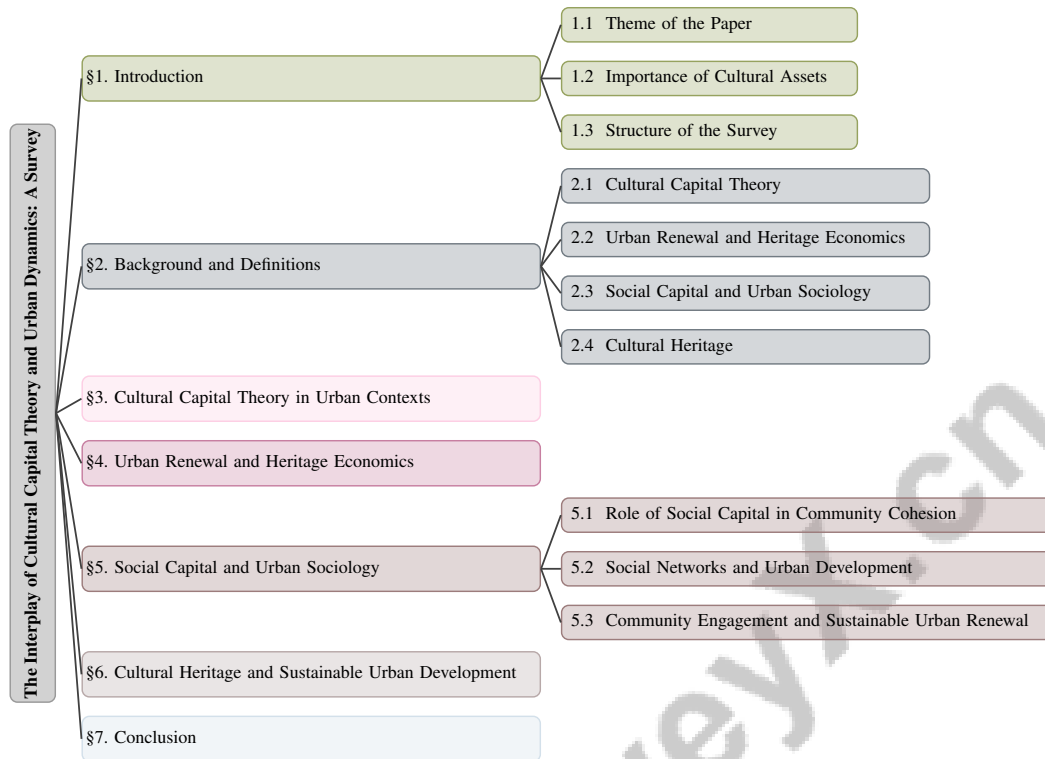 The Interplay of Cultural Capital Theory and Urban Dynamics: A Survey
§1. Introduction
1.1 Theme of the Paper
1.2 Importance of Cultural Assets
1.3 Structure of the Survey
§2. Background and Definitions
2.1 Cultural Capital Theory
2.2 Urban Renewal and Heritage Economics
2.3 Social Capital and Urban Sociology
2.4 Cultural Heritage
§3. Cultural Capital Theory in Urban Contexts
§4. Urban Renewal and Heritage Economics
§5. Social Capital and Urban Sociology
5.1 Role of Social Capital in Community Cohesion
5.2 Social Networks and Urban Development
5.3 Community Engagement and Sustainable Urban Renewal
§6. Cultural Heritage and Sustainable Urban Development
§7. Conclusion
veyX.cn